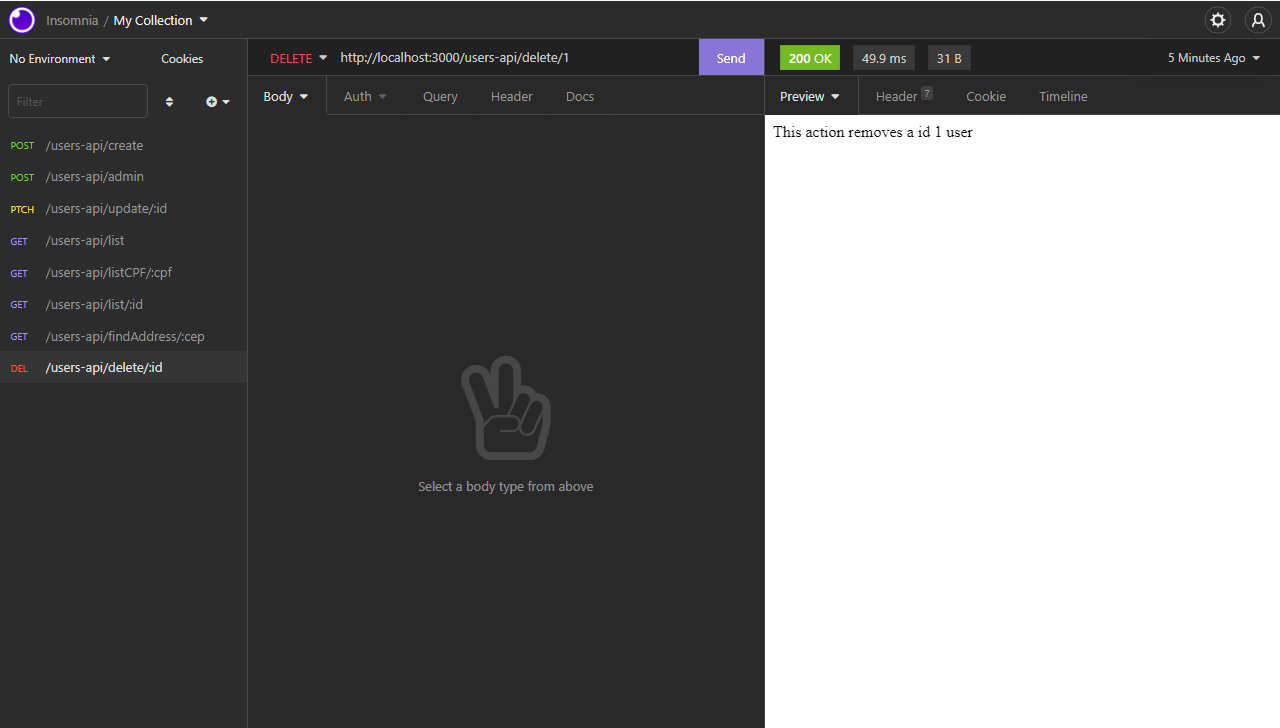 Insomnia / My Collection
No Environment
Cookies
Filter
POST /users-api/create
POST /users-api/admin
PTCH /users-api/update/:id
GET /users-api/list
GET /users-api/listCPF/:cpf
GET /users-api/list/:id
GET /users-api/findAddress/:cep
DEL /users-api/delete/:id
DELETE http://localhost:3000/users-api/delete/1 Send
Body Auth Query Header Docs
Select a body type from above
200 OK 49.9 ms 31 B 5 Minutes Ago
Preview Header 7 Cookie Timeline
This action removes a id 1 user